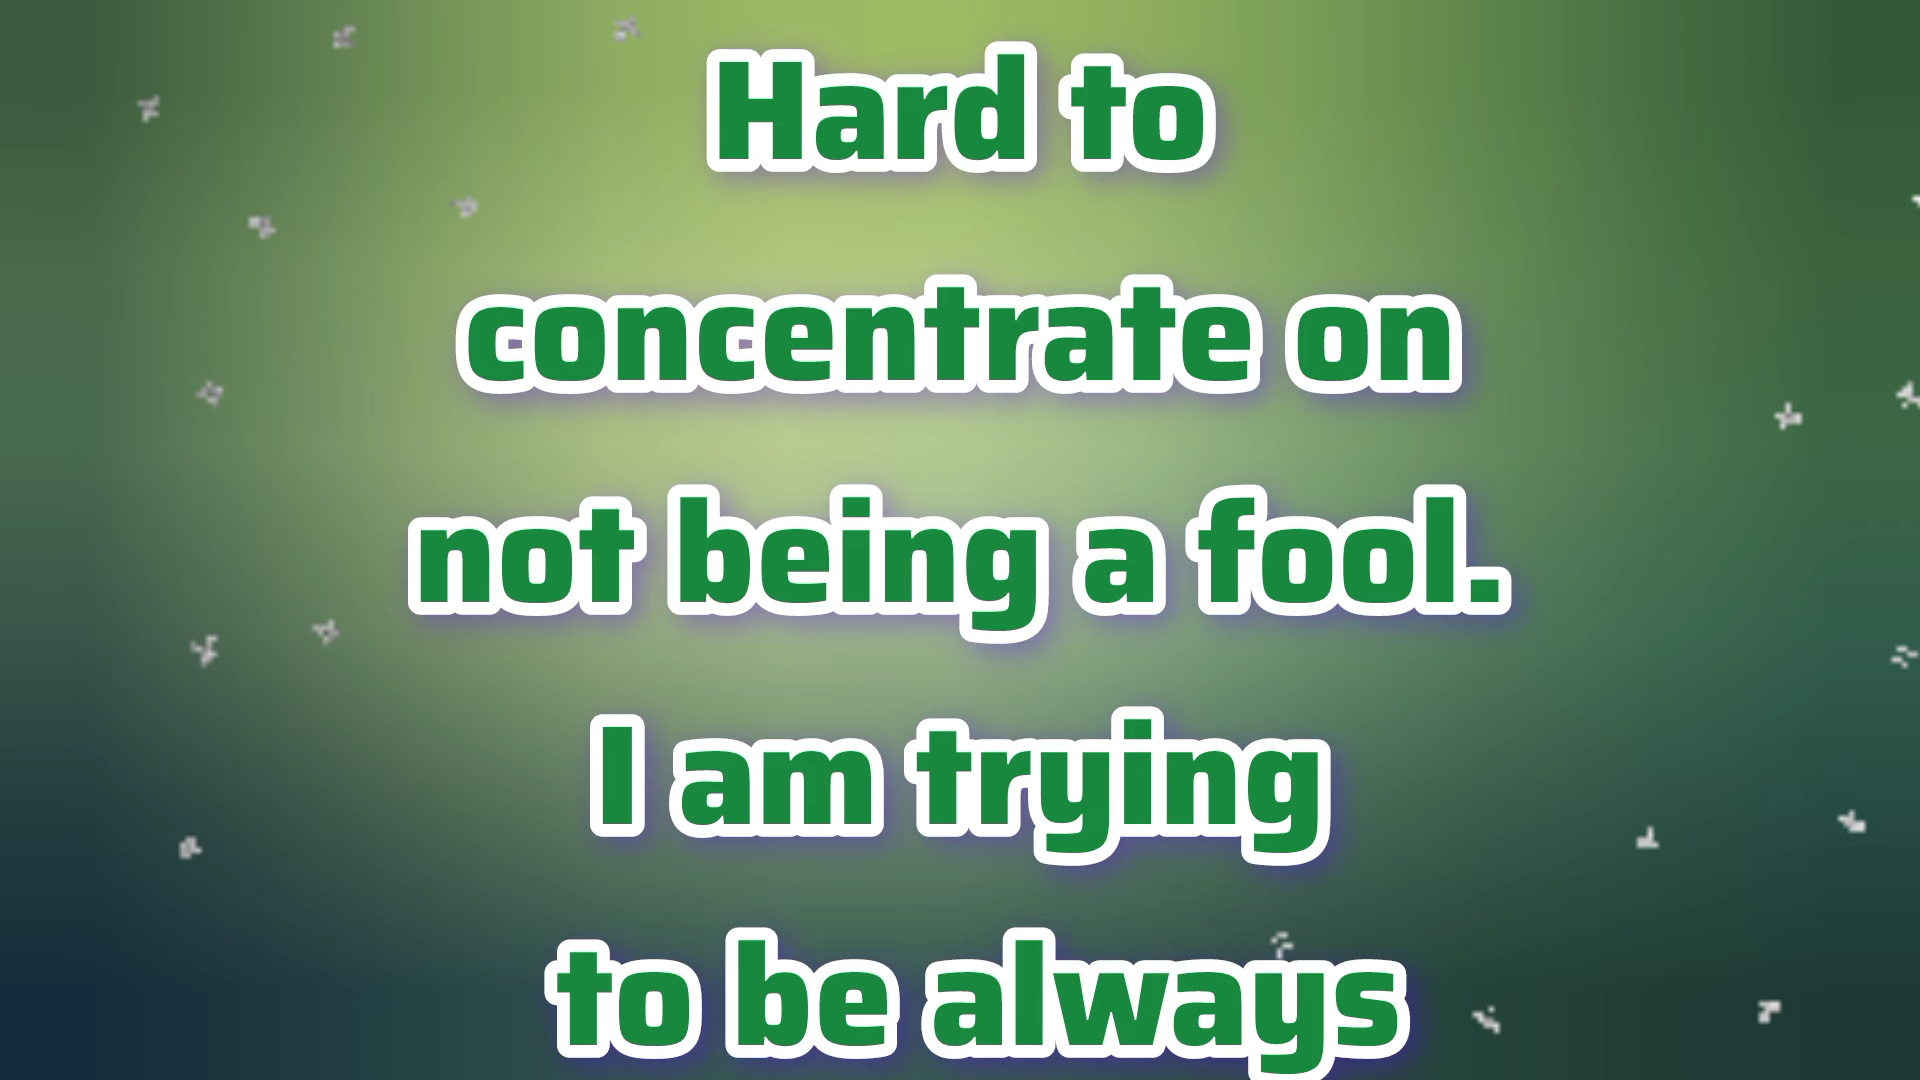 Hard to
concentrate on
not being a fool.
I am trying
to be always